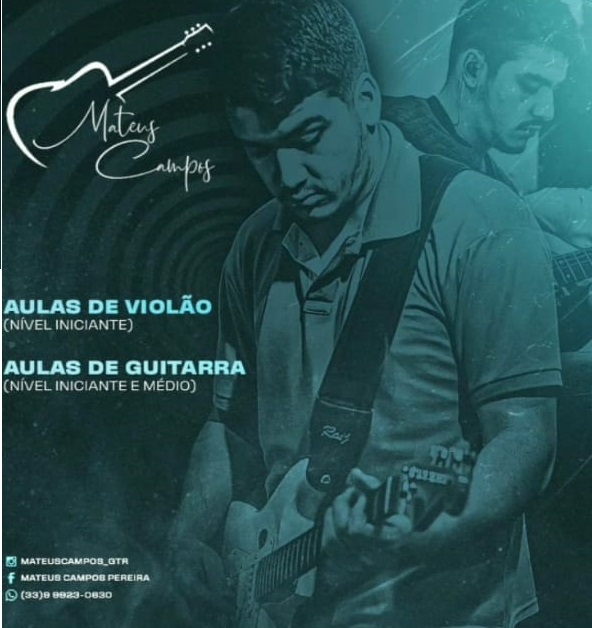 Mateus
Campos
AULAS DE VIOLÃO
(NÍVEL INICIANTE)
AULAS DE GUITARRA
(NÍVEL INICIANTE E MÉDIO)
MATEUSCAMPOS_GTR
MATEUS CAMPOS PEREIRA
(33)9 9923-0630